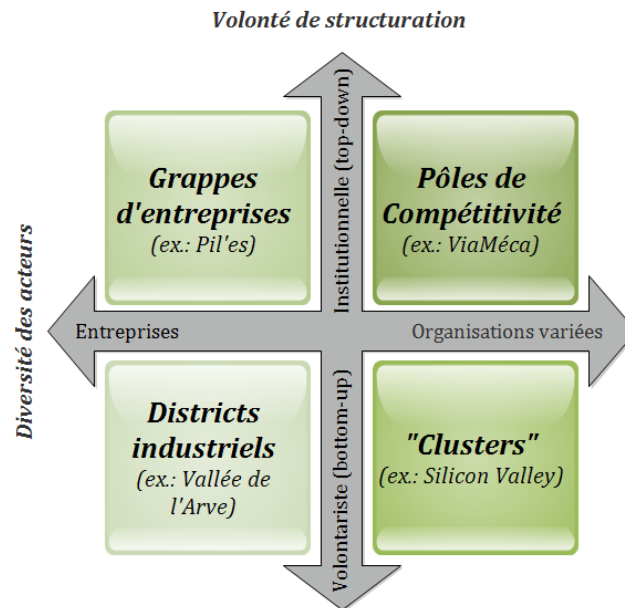 Volonté de structuration
Institutionnelle (top-down)
Grappes
d'entreprises
(ex.: Pil'es)
Pôles de
Compétitivité
(ex.: ViaMéca)
Diversité des acteurs
Entreprises
Organisations variées
Districts
industriels
(ex.: Vallée de
l'Arve)
"Clusters"
(ex.: Silicon Valley)
Volontariste (bottom-up)